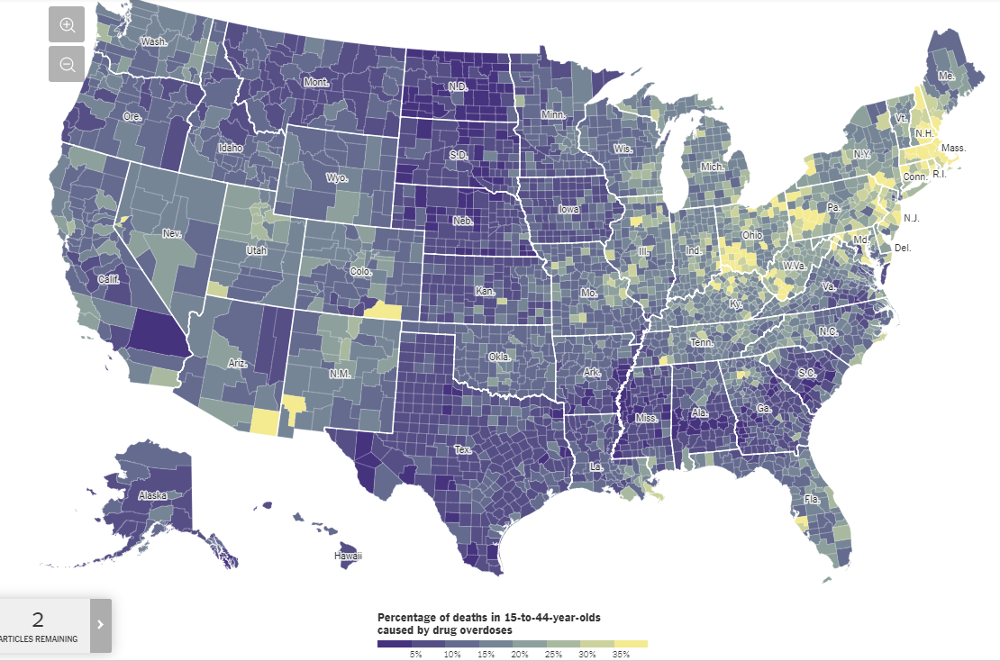 Wash.
Mont.
N.D.
Minn.
Me.
Ore.
Idaho
S.D.
Wis.
Mich.
N.Y.
Vt.
N.H.
Mass.
Conn.
R.I.
Wyo.
Neb.
Iowa
Pa.
N.J.
Nev.
Utah
Colo.
Kan.
Mo.
Ill.
Ind.
Ohio
Md.
Del.
W.Va.
Va.
Ky.
Calif.
Ariz.
N.M.
Okla.
Ark.
Tenn.
N.C.
S.C.
Tex.
La.
Miss.
Ala.
Ga.
Fla.
Alaska
Hawaii
2
ARTICLES REMAINING
Percentage of deaths in 15-to-44-year-olds
caused by drug overdoses
5% 10% 15% 20% 25% 30% 35%